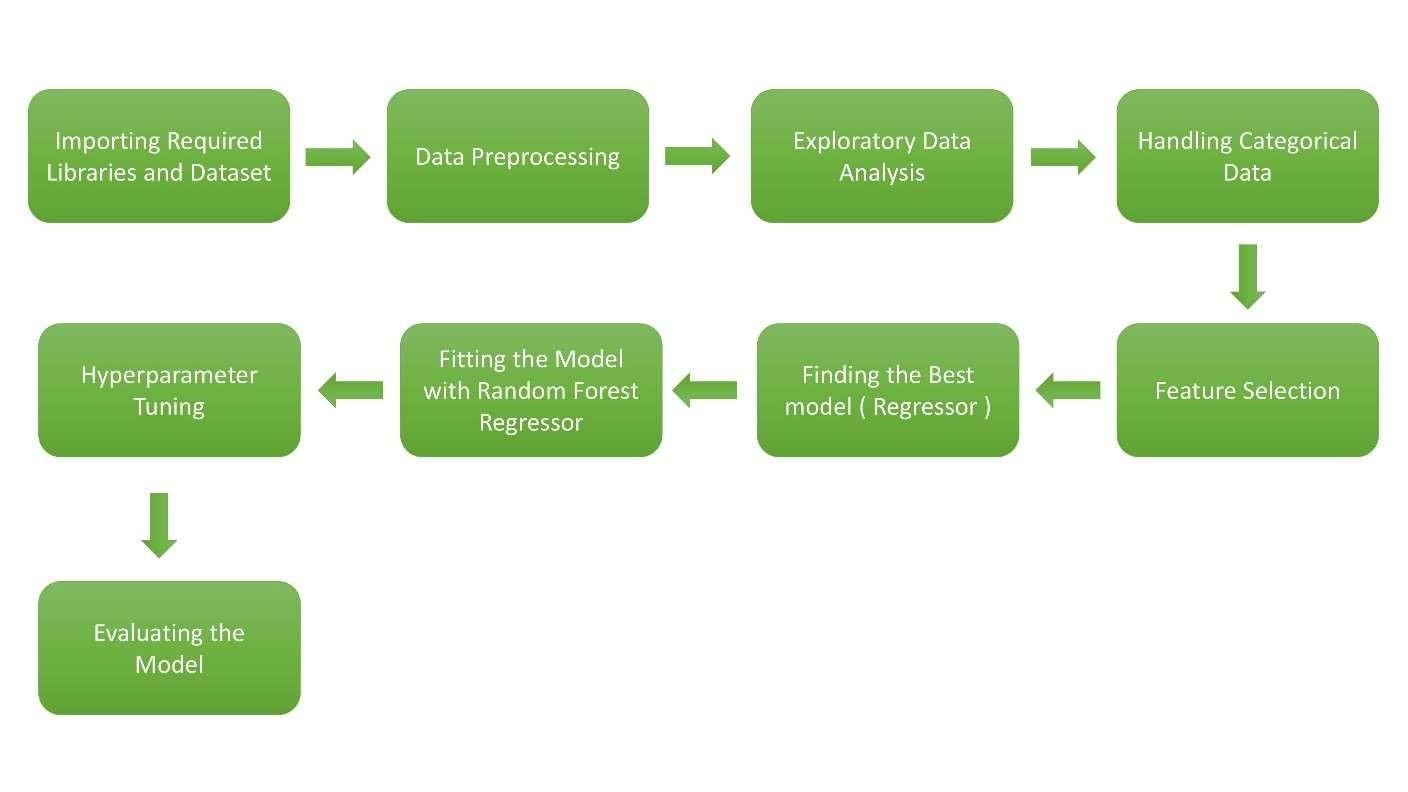 Importing Required
Libraries and Dataset
Data Preprocessing
Exploratory Data
Analysis
Handling Categorical
Data
Feature Selection
Finding the Best
model ( Regressor )
Fitting the Model
with Random Forest
Regressor
Hyperparameter
Tuning
Evaluating the
Model